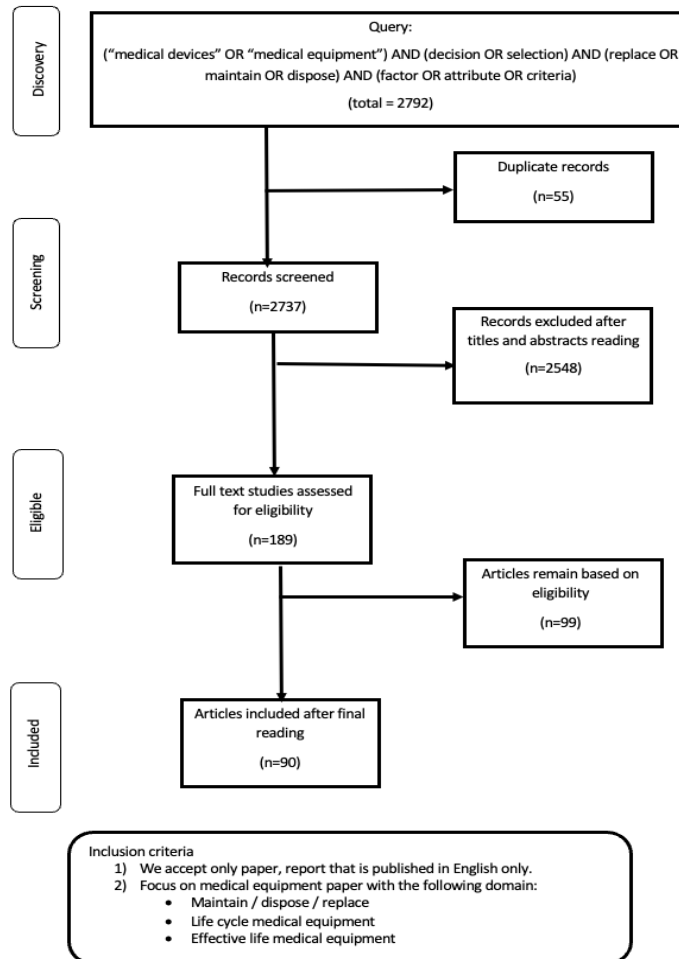 Discovery
Query:
(“medical devices” OR “medical equipment”) AND (decision OR selection) AND (replace OR
maintain OR dispose) AND (factor OR attribute OR criteria)
(total = 2792)
Duplicate records
(n=55)
Screening
Records screened
(n=2737)
Records excluded after
titles and abstracts reading
(n=2548)
Eligible
Full text studies assessed
for eligibility
(n=189)
Articles remain based on
eligibility
(n=99)
Included
Articles included after final
reading
(n=90)
Inclusion criteria
1) We accept only paper, report that is published in English only.
2) Focus on medical equipment paper with the following domain:
• Maintain / dispose / replace
• Life cycle medical equipment
• Effective life medical equipment